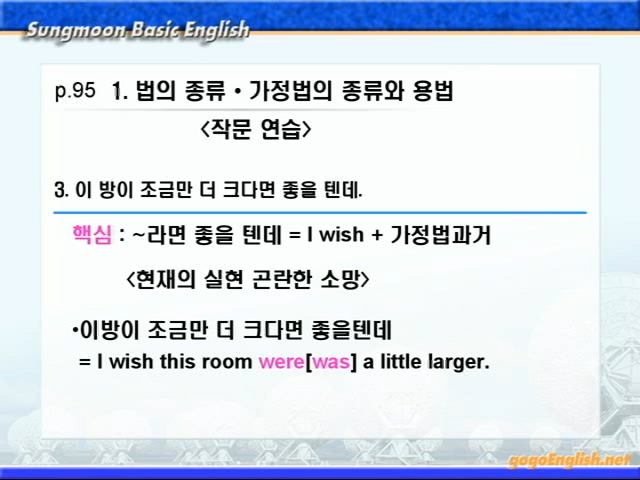 Sungmoon Basic English
p.95 1. 법의 종류 • 가정법의 종류와 용법
<작문 연습>
3. 이 방이 조금만 더 크다면 좋을 텐데.
핵심 : ~라면 좋을 텐데 = I wish + 가정법과거
<현재의 실현 곤란한 소망>
•이방이 조금만 더 크다면 좋을텐데
= I wish this room were[was] a little larger.
gogoEnglish.net